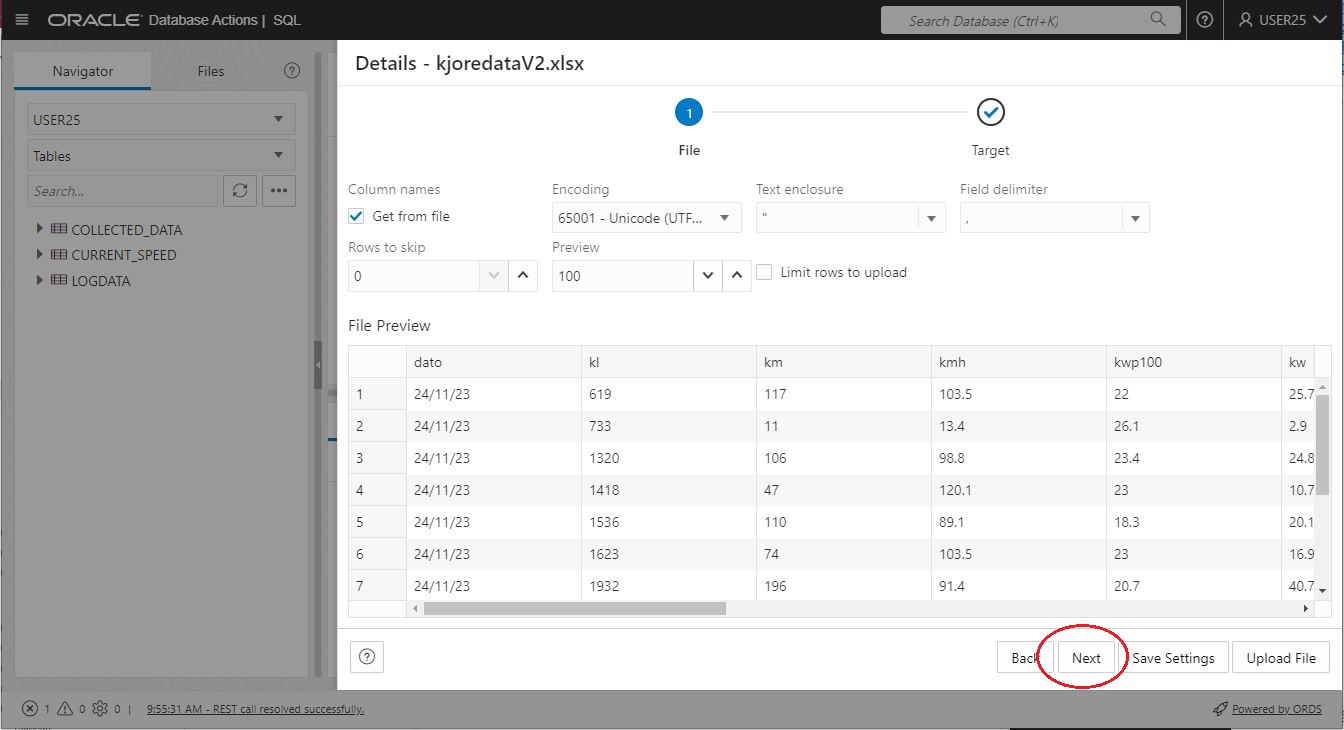 ORACLE Database Actions | SQL
Search Database (Ctrl+K)
USER25
Navigator Files
USER25
Tables
Search...
COLLECTED_DATA
CURRENT_SPEED
LOGDATA
Details - kjoredataV2.xlsx
1
File Target
Column names Encoding Text enclosure Field delimiter
Get from file 65001 - Unicode (UTF... " ,
Rows to skip Preview
0 100 Limit rows to upload
File Preview
dato kl km kmh kwp100 kw
1 24/11/23 619 117 103.5 22 25.7
2 24/11/23 733 11 13.4 26.1 2.9
3 24/11/23 1320 106 98.8 23.4 24.8
4 24/11/23 1418 47 120.1 23 10.7
5 24/11/23 1536 110 89.1 18.3 20.1
6 24/11/23 1623 74 103.5 23 16.9
7 24/11/23 1932 196 91.4 20.7 40.7
Back Next Save Settings Upload File
1 0 0 | 9:55:31 AM - REST call resolved successfully.
Powered by ORDS